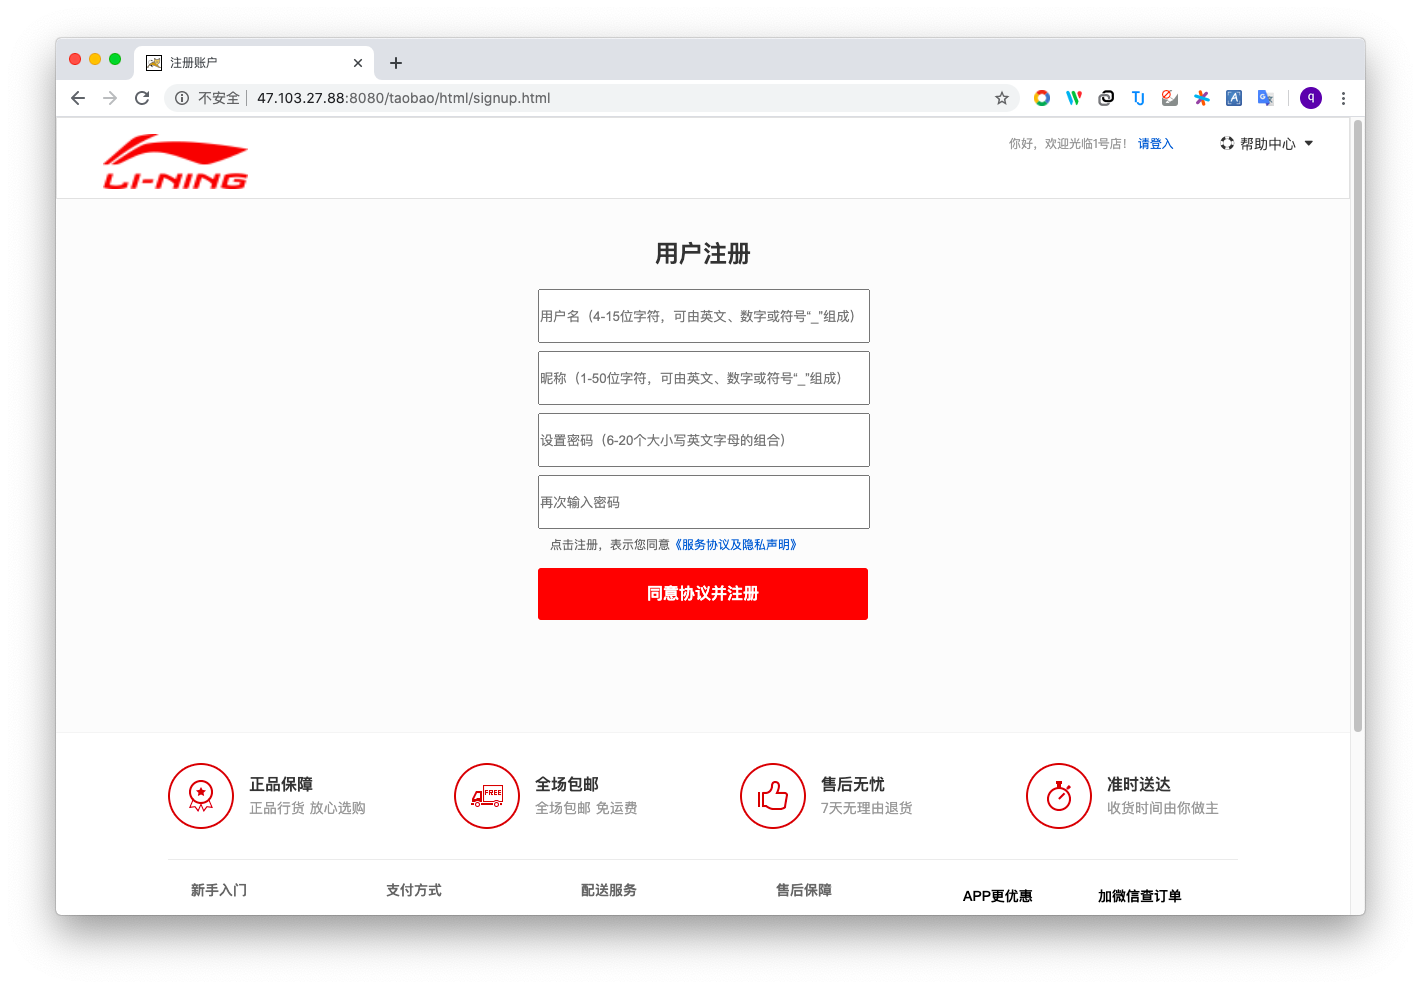 注册账户
不安全
47.103.27.88:8080/taobao/html/signup.html
q
LI-NING
你好，欢迎光临1号店！ 请登入
帮助中心
用户注册
用户名（4-15位字符，可由英文、数字或符号“_”组成）
昵称（1-50位字符，可由英文、数字或符号“_”组成）
设置密码（6-20个大小写英文字母的组合）
再次输入密码
点击注册，表示您同意《服务协议及隐私声明》
同意协议并注册
正品保障
正品行货 放心选购
FREE
全场包邮
全场包邮 免运费
售后无忧
7天无理由退货
准时送达
收货时间由你做主
新手入门
支付方式
配送服务
售后保障
APP更优惠
加微信查订单